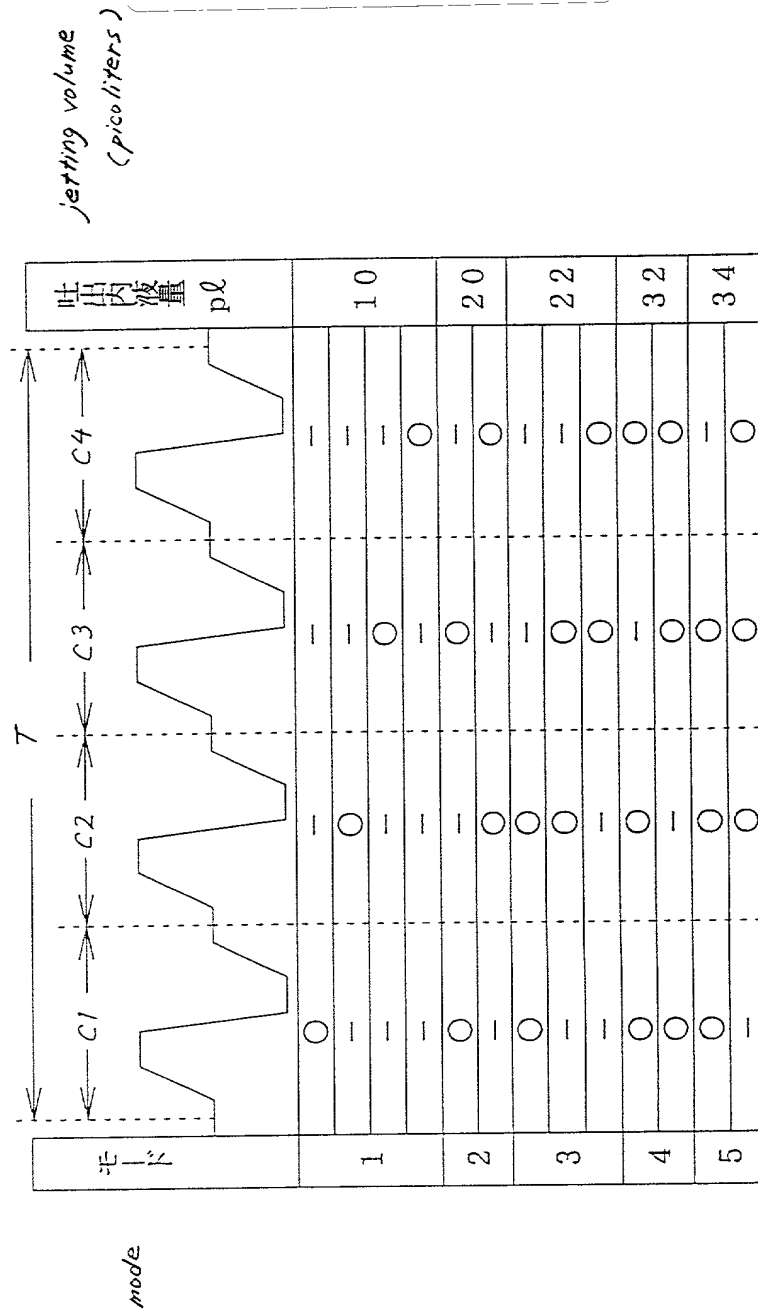 jetting volume
(picoliters)
mode
T
モード C1 C2 C3 C4 吐出液量 pℓ
1 ○ － － － 10
－ ○ － －
－ － ○ －
－ － － ○
2 ○ － ○ － 20
－ ○ － ○
3 ○ ○ － － 22
－ ○ ○ －
－ － ○ ○
4 ○ ○ － ○ 32
○ － ○ ○
5 ○ ○ ○ － 34
－ ○ ○ ○